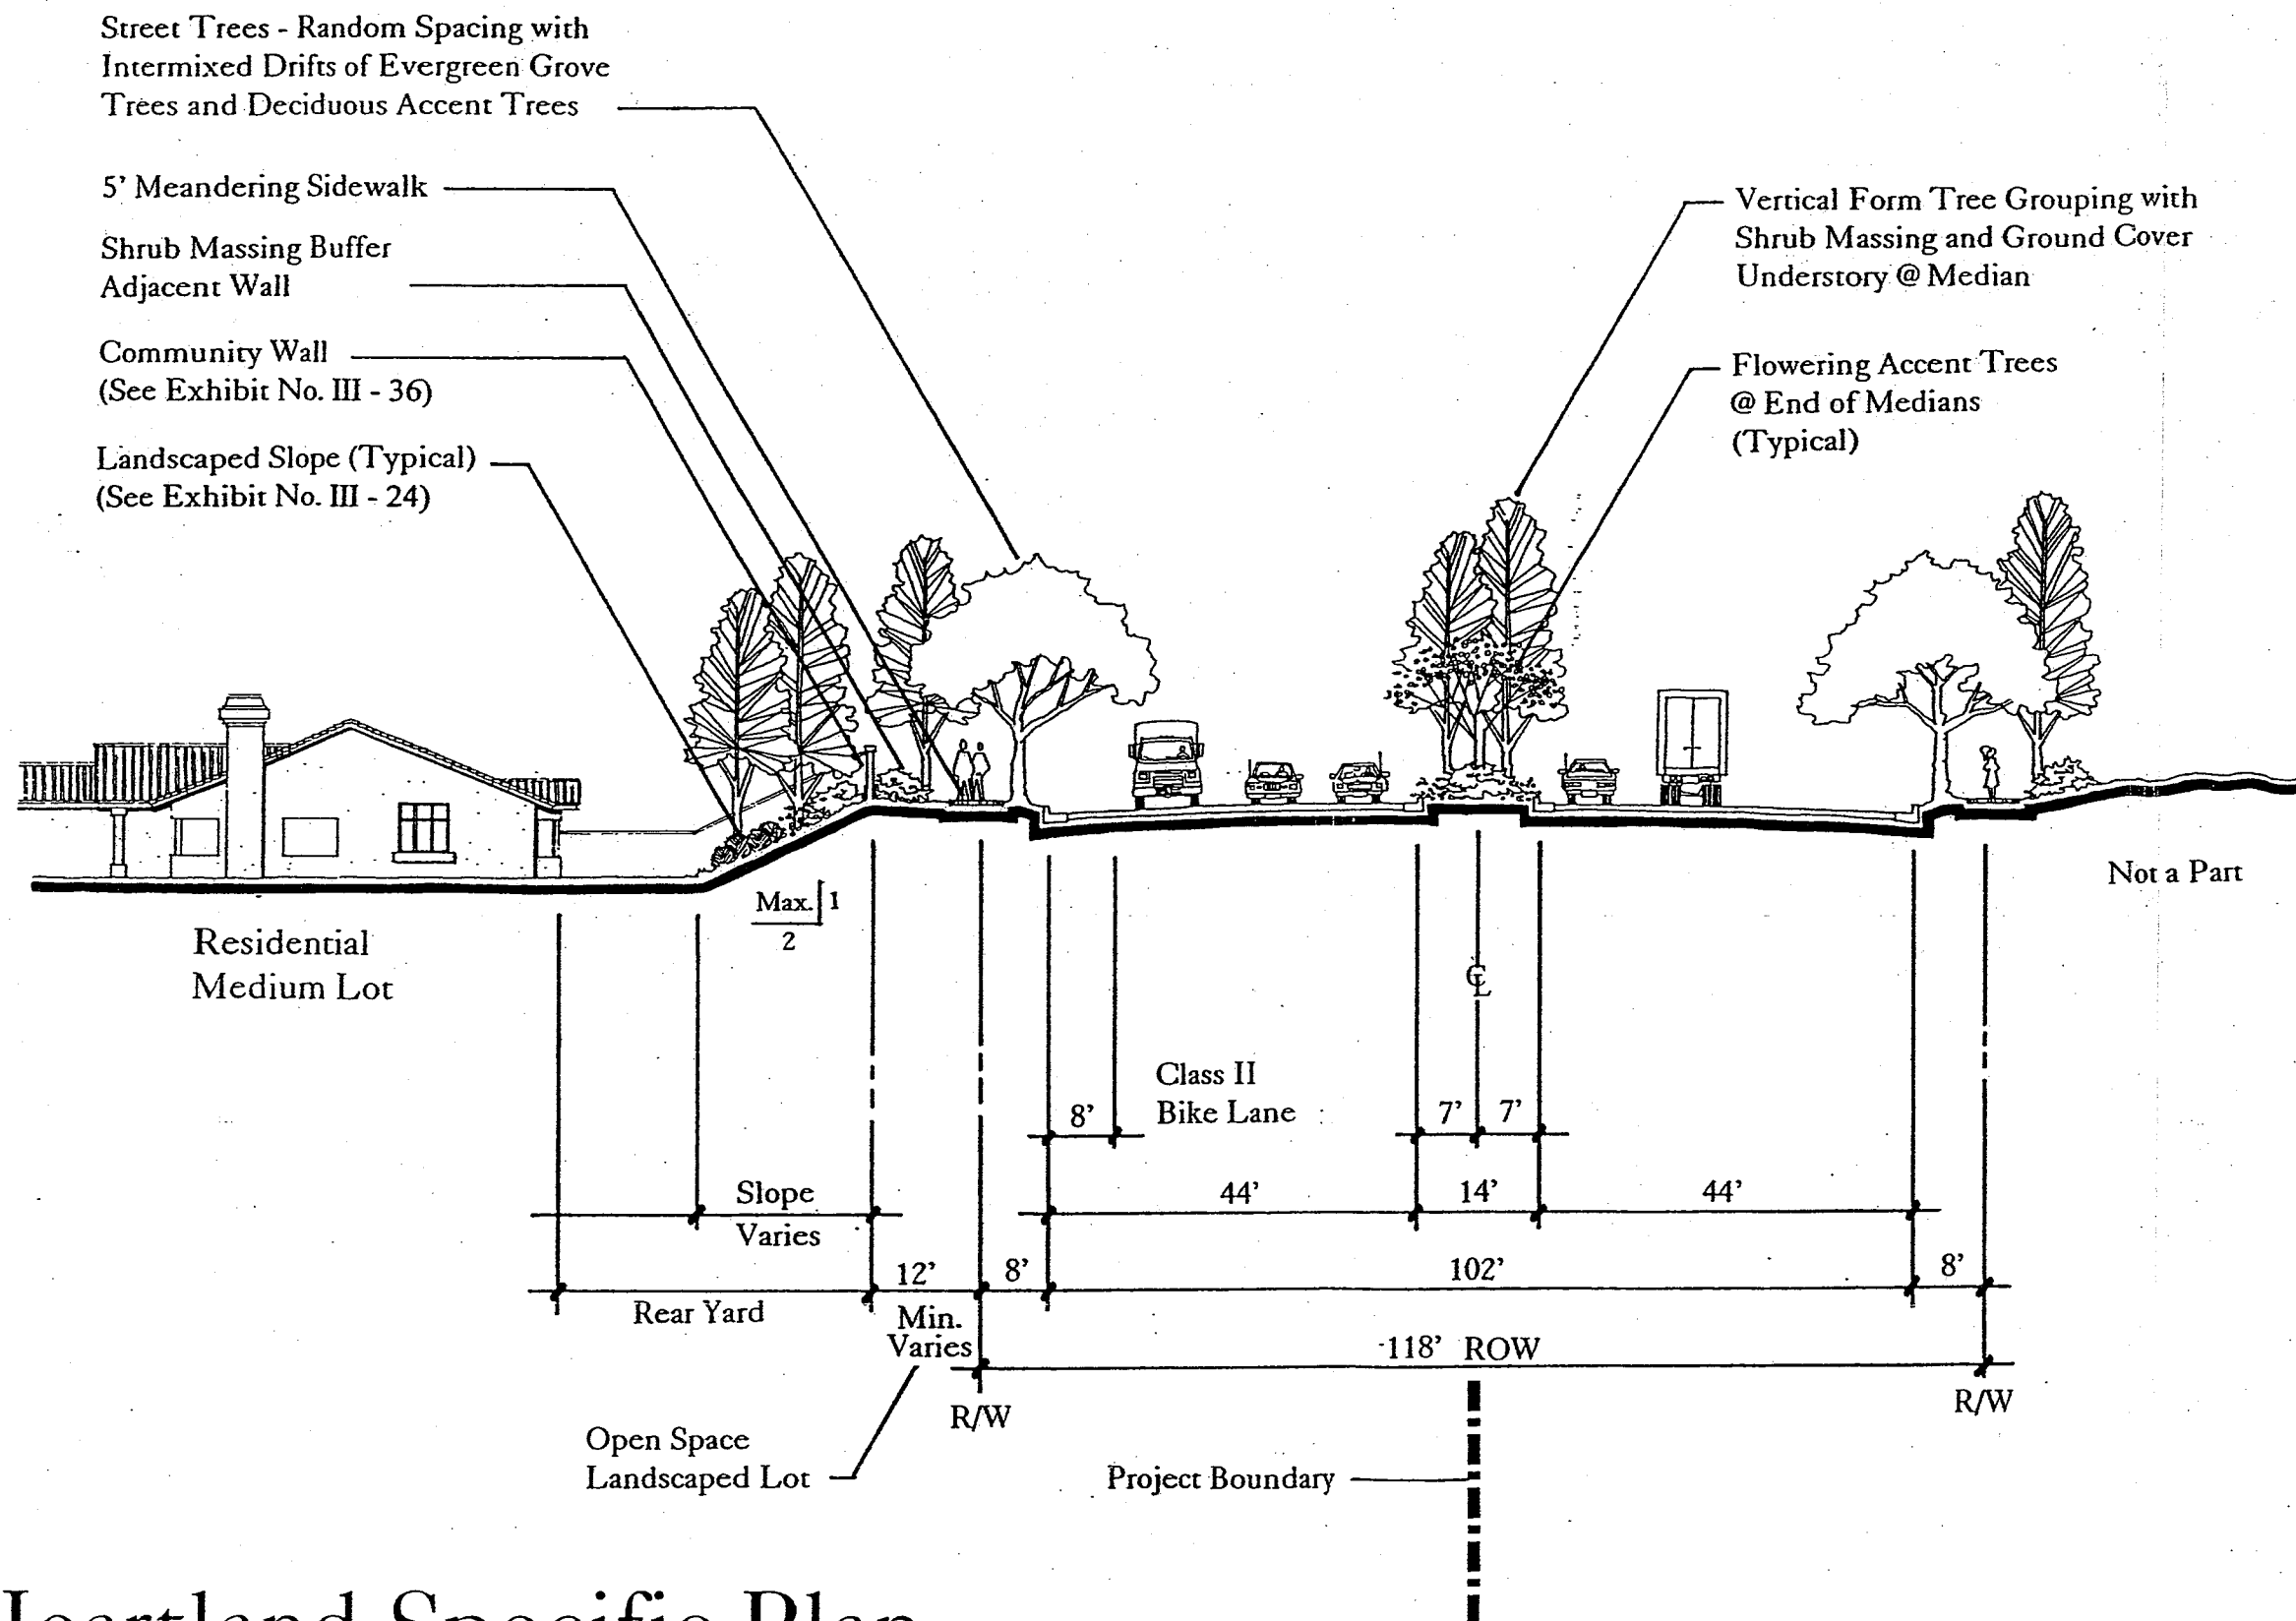 Street Trees - Random Spacing with
Intermixed Drifts of Evergreen Grove
Trees and Deciduous Accent Trees
5' Meandering Sidewalk
Shrub Massing Buffer
Adjacent Wall
Community Wall
(See Exhibit No. III - 36)
Landscaped Slope (Typical)
(See Exhibit No. III - 24)
Vertical Form Tree Grouping with
Shrub Massing and Ground Cover
Understory @ Median
Flowering Accent Trees
@ End of Medians
(Typical)
Not a Part
Max. 1
2
Residential
Medium Lot
CL
Class II
Bike Lane
8'
7'
7'
Slope
Varies
44'
14'
44'
12'
8'
102'
8'
Rear Yard
Min.
Varies
118' ROW
R/W
R/W
Open Space
Landscaped Lot
Project Boundary
Specific Plan